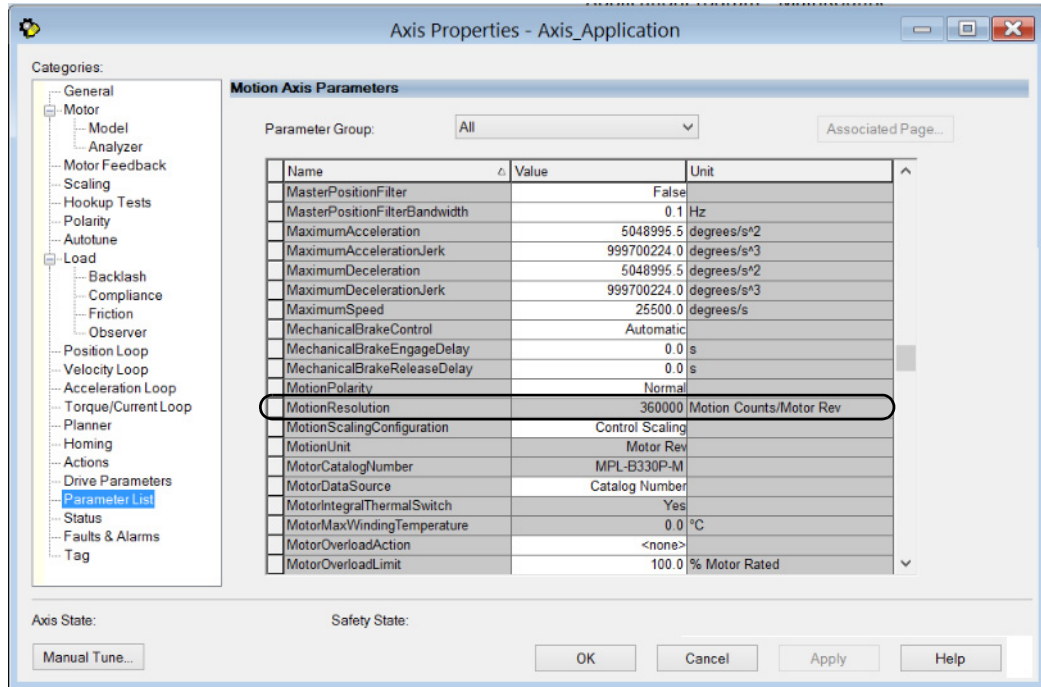 Axis Properties - Axis_Application
Categories:
General
Motor
Model
Analyzer
Motor Feedback
Scaling
Hookup Tests
Polarity
Autotune
Load
Backlash
Compliance
Friction
Observer
Position Loop
Velocity Loop
Acceleration Loop
Torque/Current Loop
Planner
Homing
Actions
Drive Parameters
Parameter List
Status
Faults & Alarms
Tag
Motion Axis Parameters
Parameter Group: All Associated Page...
Name Value Unit
MasterPositionFilter False
MasterPositionFilterBandwidth 0.1 Hz
MaximumAcceleration 5048995.5 degrees/s^2
MaximumAccelerationJerk 999700224.0 degrees/s^3
MaximumDeceleration 5048995.5 degrees/s^2
MaximumDecelerationJerk 999700224.0 degrees/s^3
MaximumSpeed 25500.0 degrees/s
MechanicalBrakeControl Automatic
MechanicalBrakeEngageDelay 0.0 s
MechanicalBrakeReleaseDelay 0.0 s
MotionPolarity Normal
MotionResolution 360000 Motion Counts/Motor Rev
MotionScalingConfiguration Control Scaling
MotionUnit Motor Rev
MotorCatalogNumber MPL-B330P-M
MotorDataSource Catalog Number
MotorIntegralThermalSwitch Yes
MotorMaxWindingTemperature 0.0 °C
MotorOverloadAction <none>
MotorOverloadLimit 100.0 % Motor Rated
Axis State: Safety State:
Manual Tune... OK Cancel Apply Help